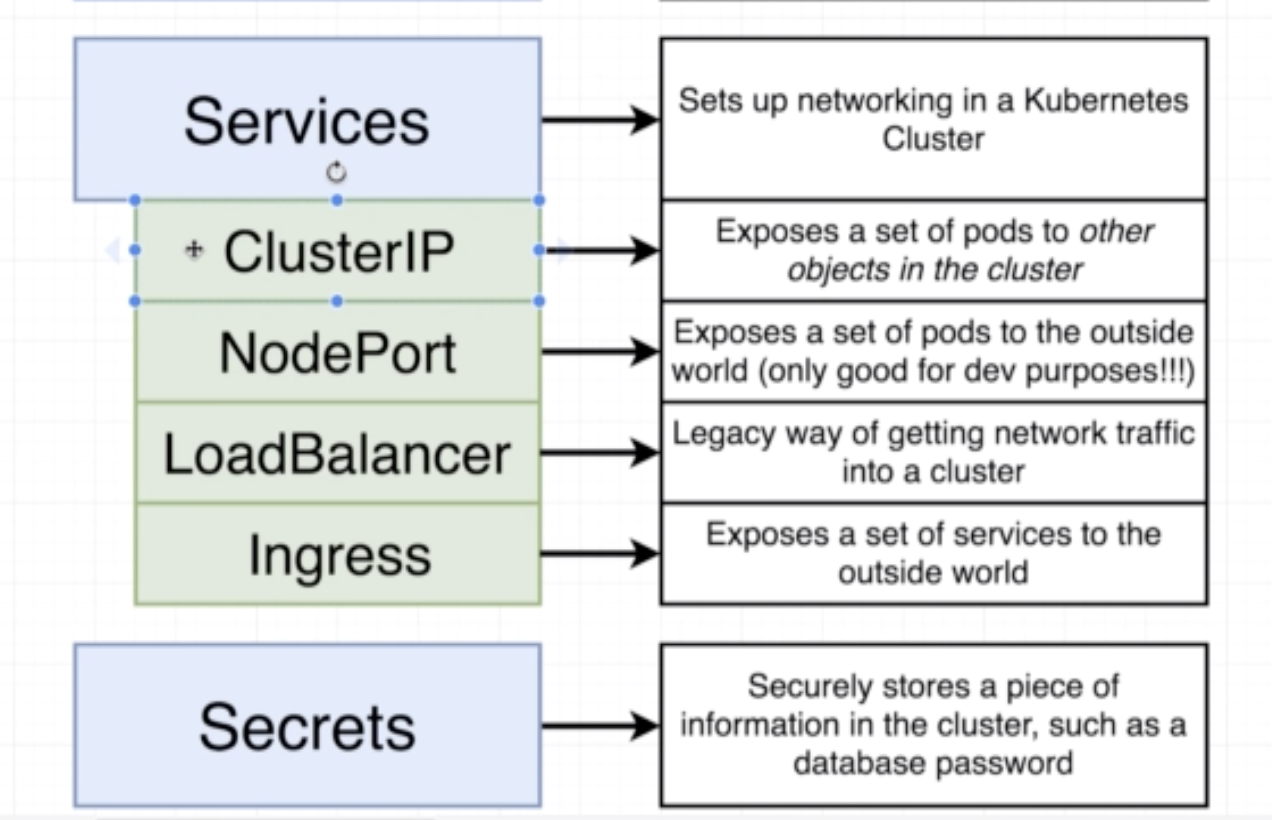 Services
Sets up networking in a Kubernetes
Cluster
ClusterIP
Exposes a set of pods to other
objects in the cluster
NodePort
Exposes a set of pods to the outside
world (only good for dev purposes!!!)
LoadBalancer
Legacy way of getting network traffic
into a cluster
Ingress
Exposes a set of services to the
outside world
Secrets
Securely stores a piece of
information in the cluster, such as a
database password